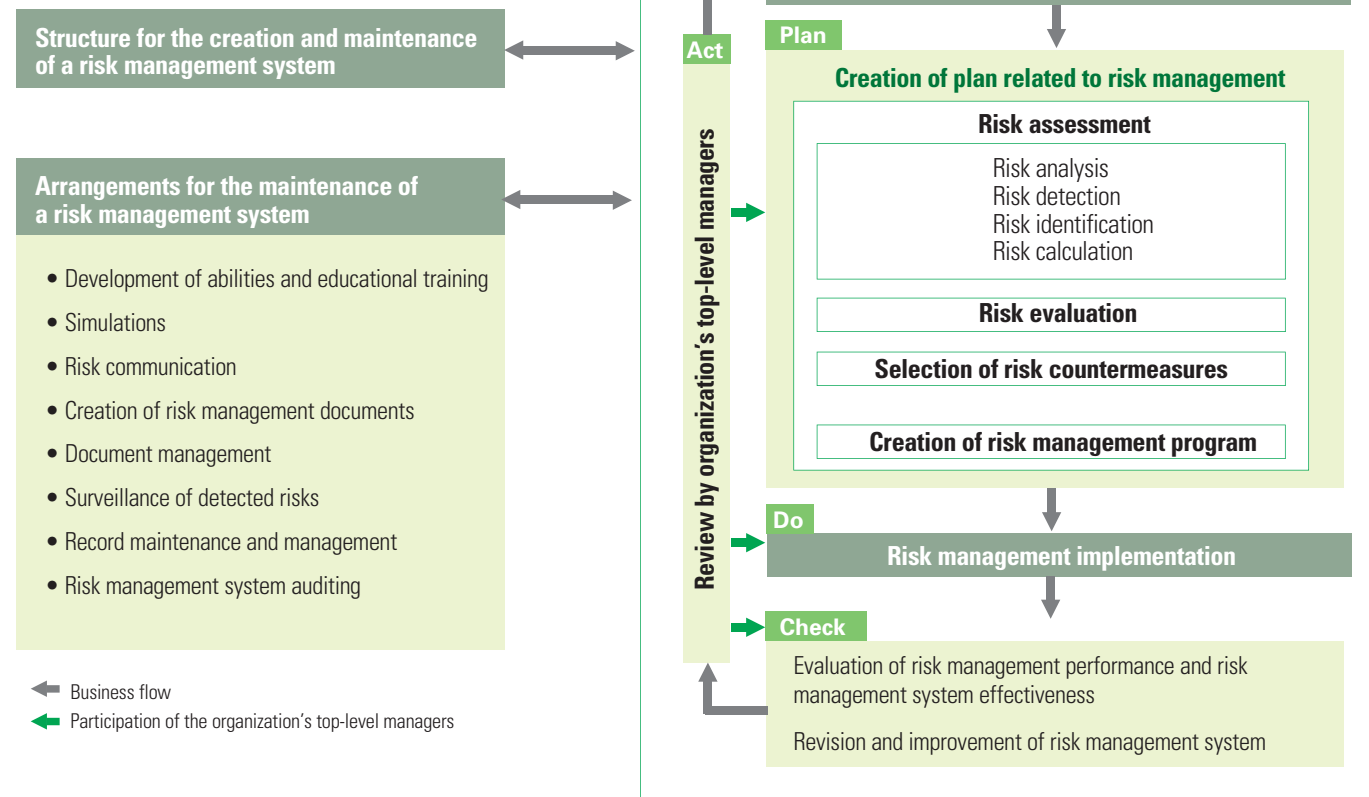 Structure for the creation and maintenance
of a risk management system
Arrangements for the maintenance of
a risk management system
• Development of abilities and educational training
• Simulations
• Risk communication
• Creation of risk management documents
• Document management
• Surveillance of detected risks
• Record maintenance and management
• Risk management system auditing
Business flow
Participation of the organization's top-level managers
Act
Review by organization's top-level managers
Plan
Creation of plan related to risk management
Risk assessment
Risk analysis
Risk detection
Risk identification
Risk calculation
Risk evaluation
Selection of risk countermeasures
Creation of risk management program
Do
Risk management implementation
Check
Evaluation of risk management performance and risk
management system effectiveness
Revision and improvement of risk management system